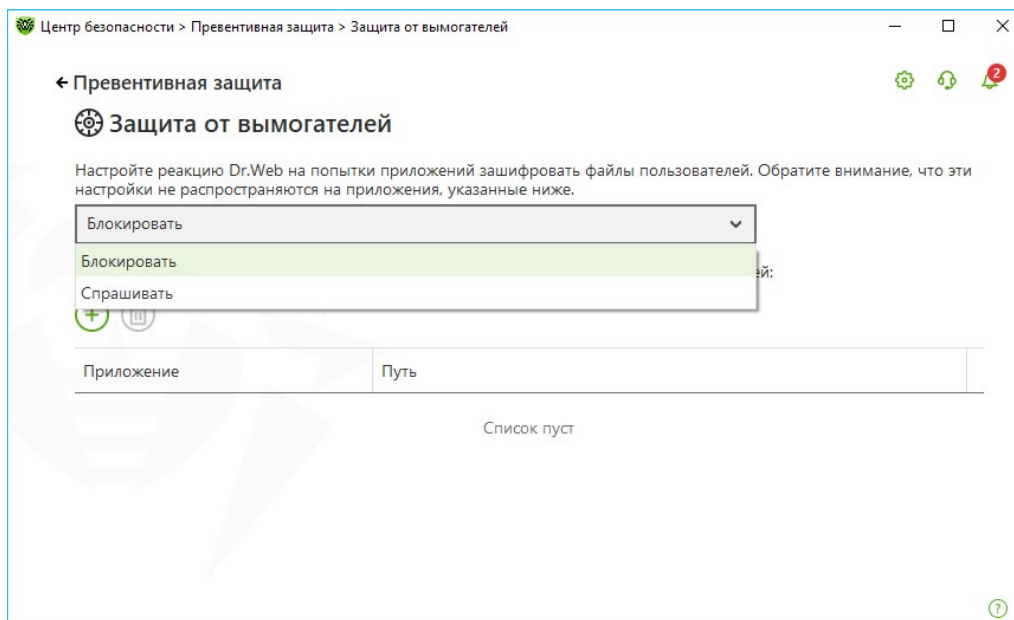 Центр безопасности > Превентивная защита > Защита от вымогателей
Превентивная защита
2
Защита от вымогателей
Настройте реакцию Dr.Web на попытки приложений зашифровать файлы пользователей. Обратите внимание, что эти
настройки не распространяются на приложения, указанные ниже.
Блокировать
Блокировать
ей:
Спрашивать
Приложение Путь
Список пуст
?